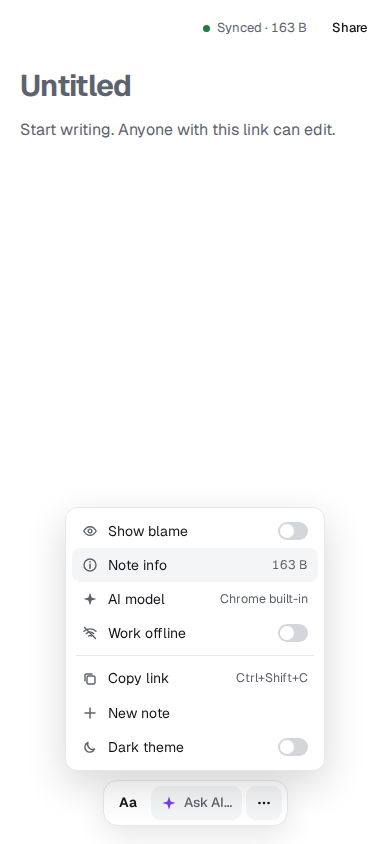 Synced · 163 B Share
Untitled
Start writing. Anyone with this link can edit.
Show blame
Note info 163 B
AI model Chrome built-in
Work offline
Copy link Ctrl+Shift+C
New note
Dark theme
Aa Ask AI... ···